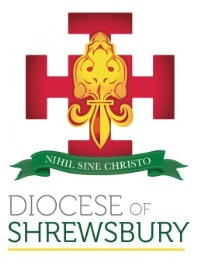 NIHIL SINE CHRISTO
DIOCESE OF
SHREWSBURY